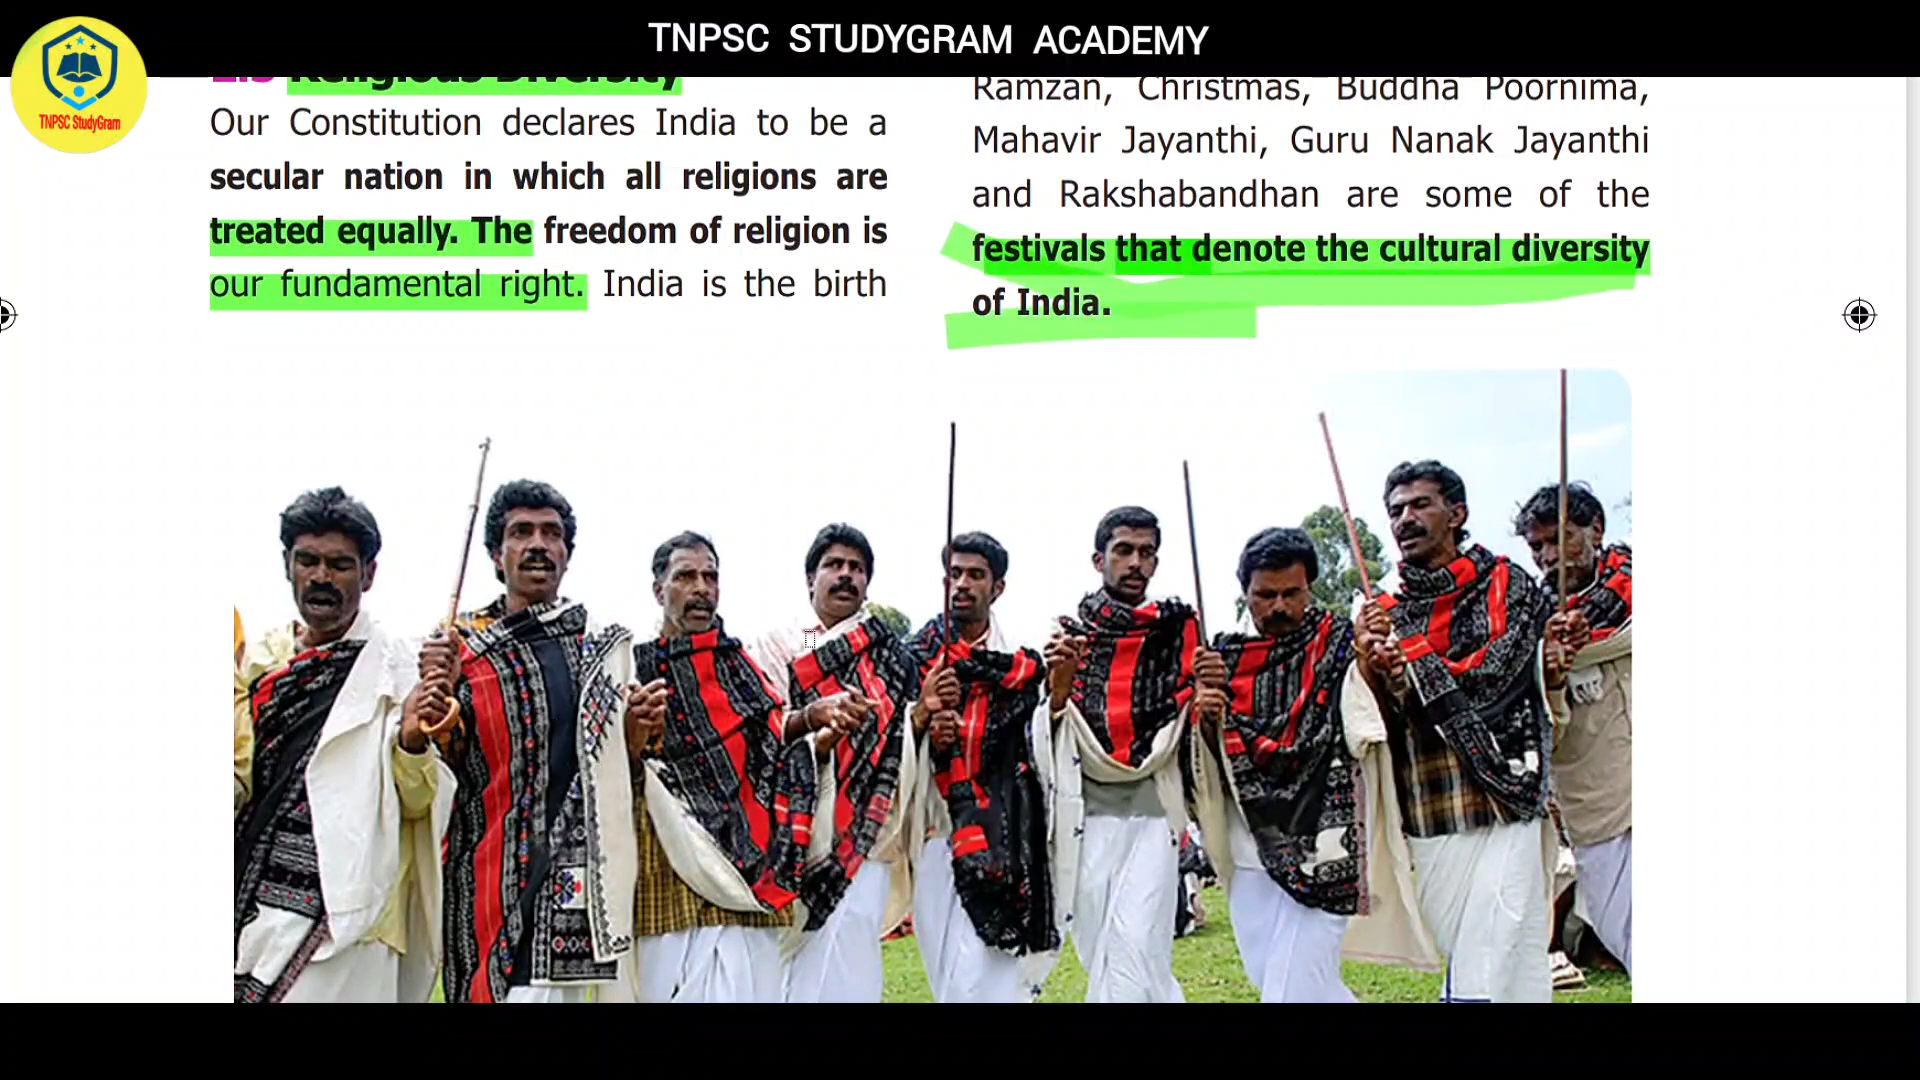 TNPSC STUDYGRAM ACADEMY
TNPSC StudyGram
Religious Diversity
Our Constitution declares India to be a
secular nation in which all religions are
treated equally. The freedom of religion is
our fundamental right. India is the birth
Ramzan, Christmas, Buddha Poornima,
Mahavir Jayanthi, Guru Nanak Jayanthi
and Rakshabandhan are some of the
festivals that denote the cultural diversity
of India.